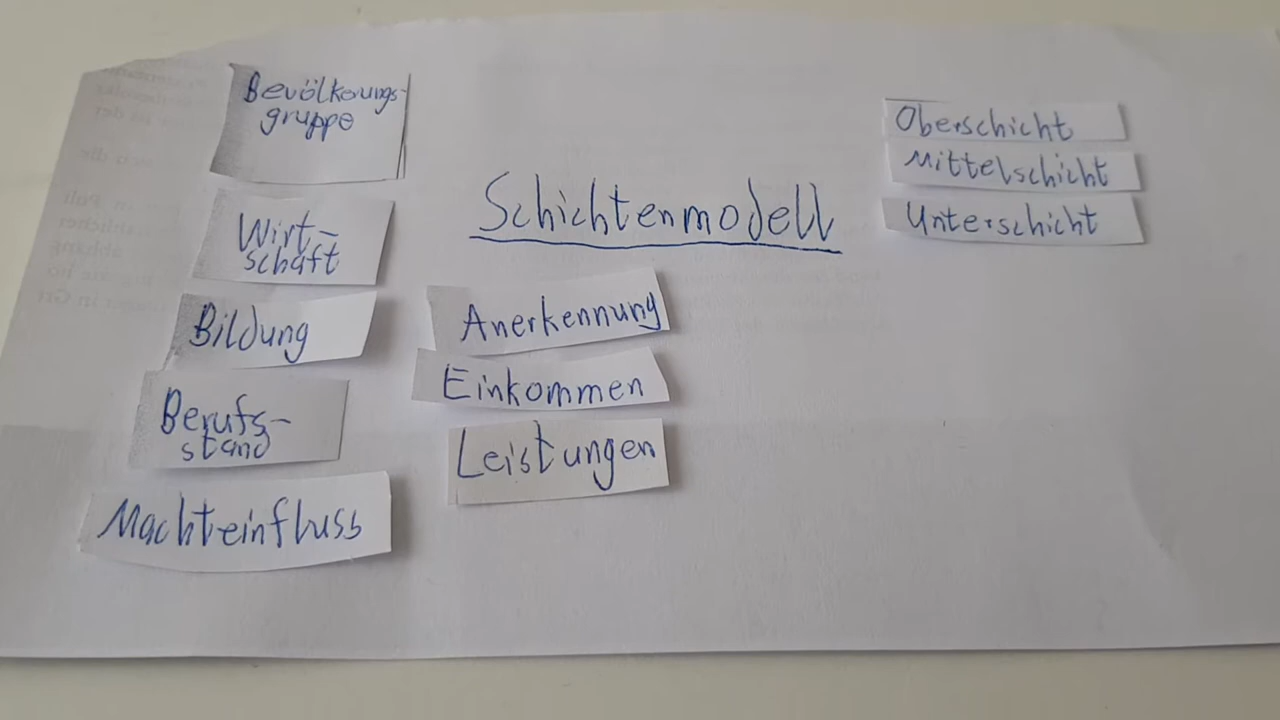 Bevölkerungs-
gruppe
Wirt-
schaft
Bildung
Berufs-
stand
Machteinfluss
Schichtenmodell
Anerkennung
Einkommen
Leistungen
Oberschicht
Mittelschicht
Unterschicht